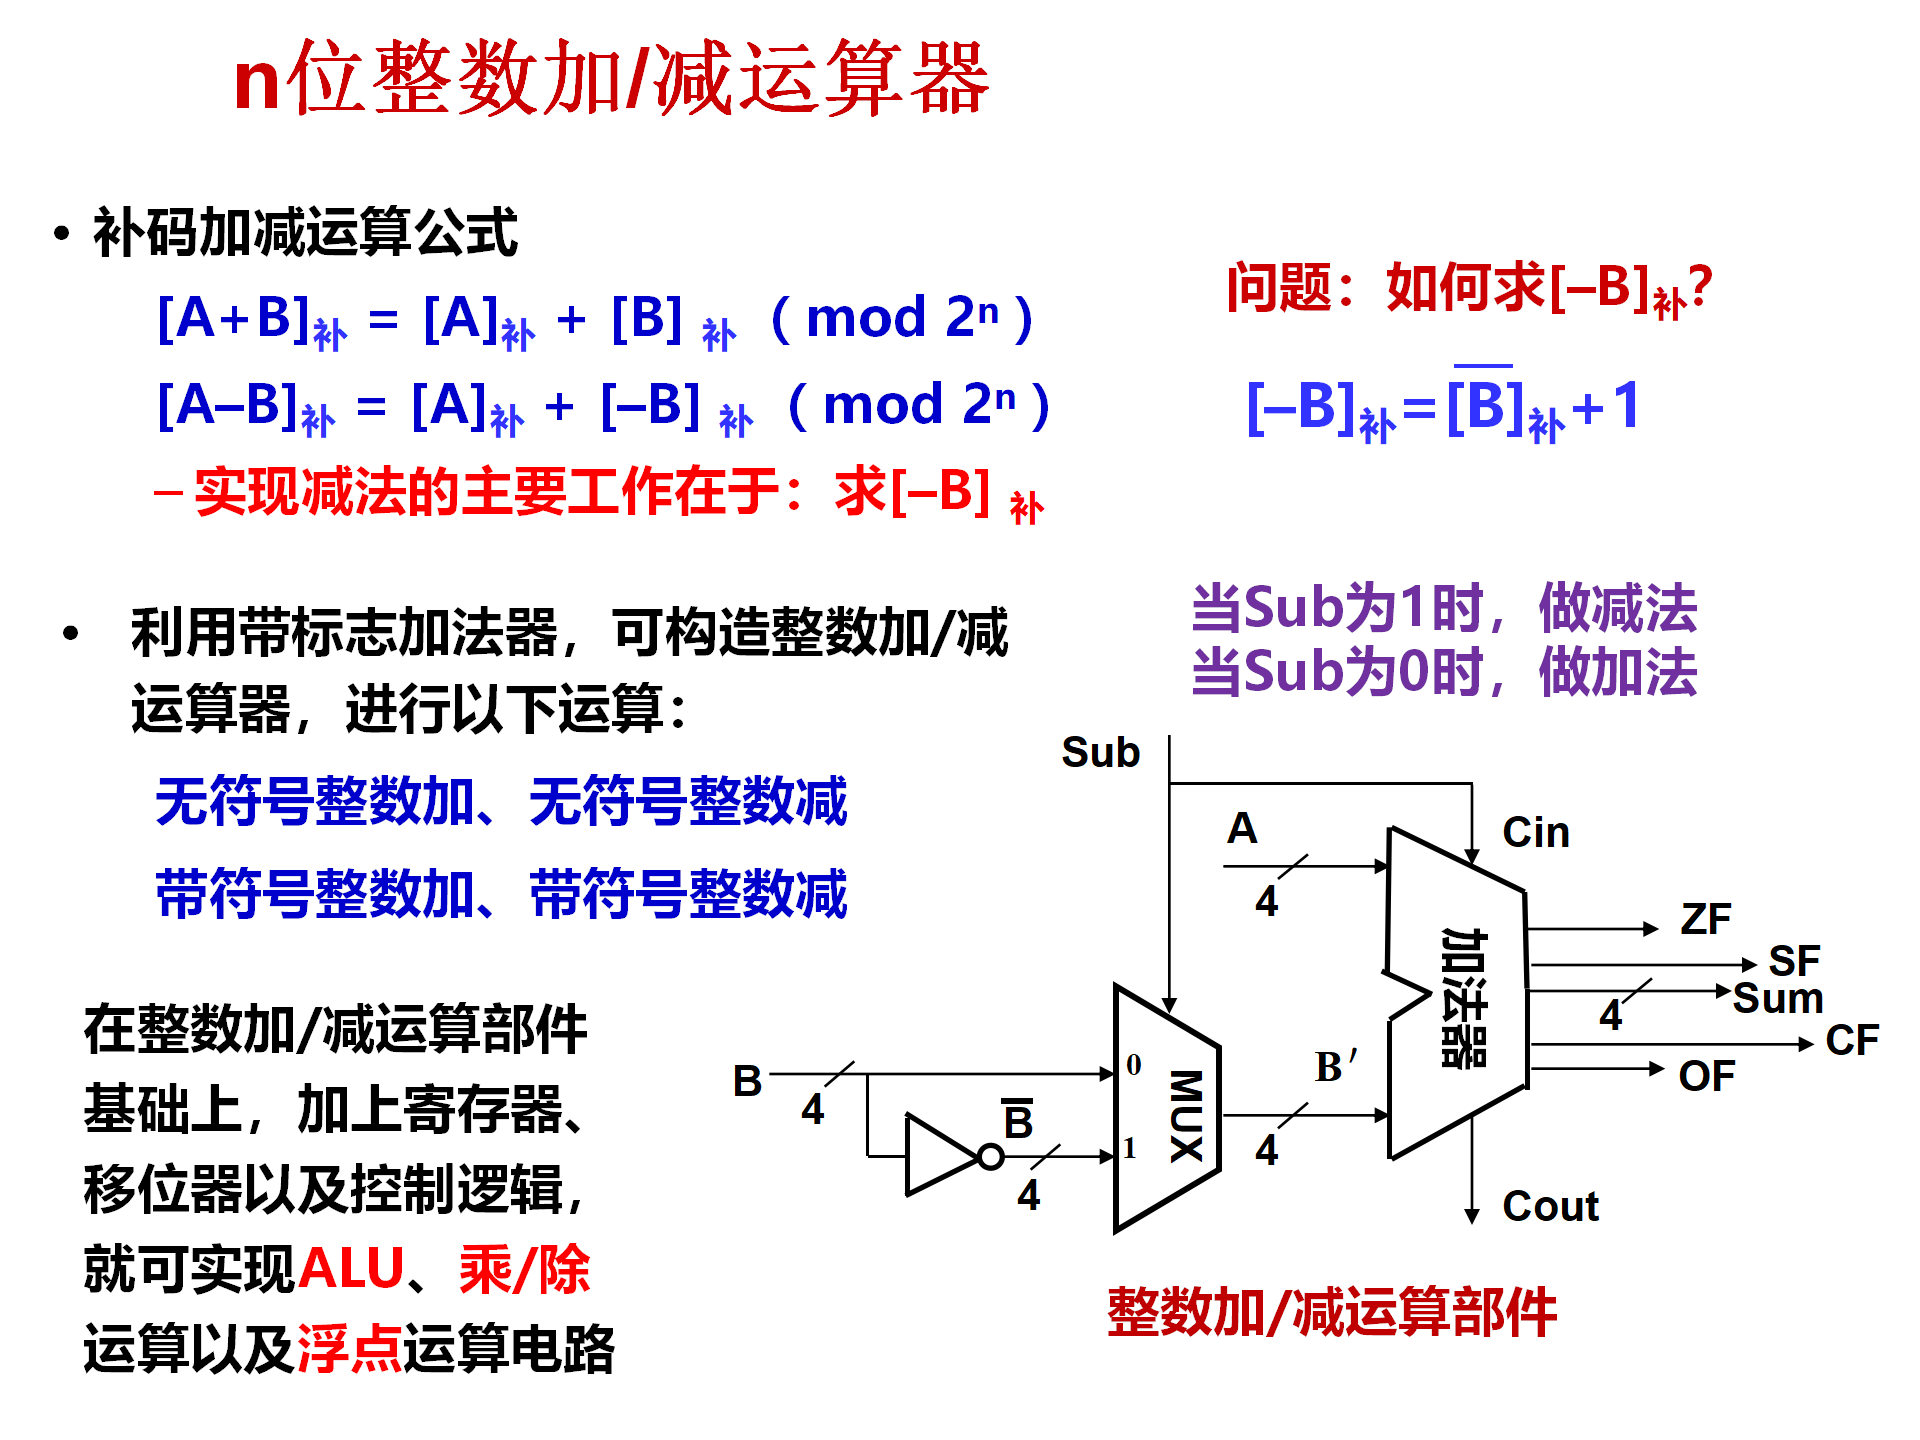 n位整数加/减运算器
• 补码加减运算公式
[A+B]补 = [A]补 + [B] 补 ( mod 2ⁿ )
[A–B]补 = [A]补 + [–B] 补 ( mod 2ⁿ )
– 实现减法的主要工作在于：求[–B] 补
问题：如何求[–B]补?
[–B]补=[B̅]补+1
• 利用带标志加法器，可构造整数加/减
运算器，进行以下运算：
无符号整数加、无符号整数减
带符号整数加、带符号整数减
在整数加/减运算部件
基础上，加上寄存器、
移位器以及控制逻辑，
就可实现ALU、乘/除
运算以及浮点运算电路
当Sub为1时，做减法
当Sub为0时，做加法
Sub
A
4
Cin
加法器
ZF
SF
Sum
4
CF
OF
B
4
B̅
4
0
1
MUX
B′
4
Cout
整数加/减运算部件